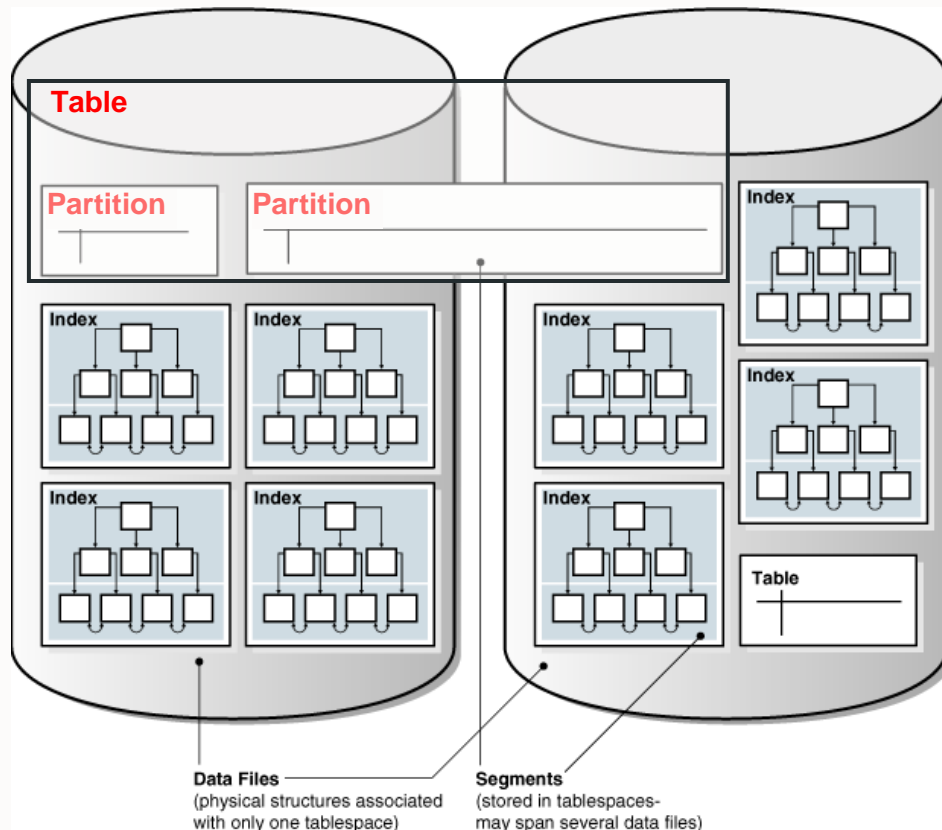 Table
Partition
Partition
Index
Index
Index
Index
Index
Index
Index
Index
Table
Data Files
(physical structures associated
with only one tablespace)
Segments
(stored in tablespaces-
may span several data files)